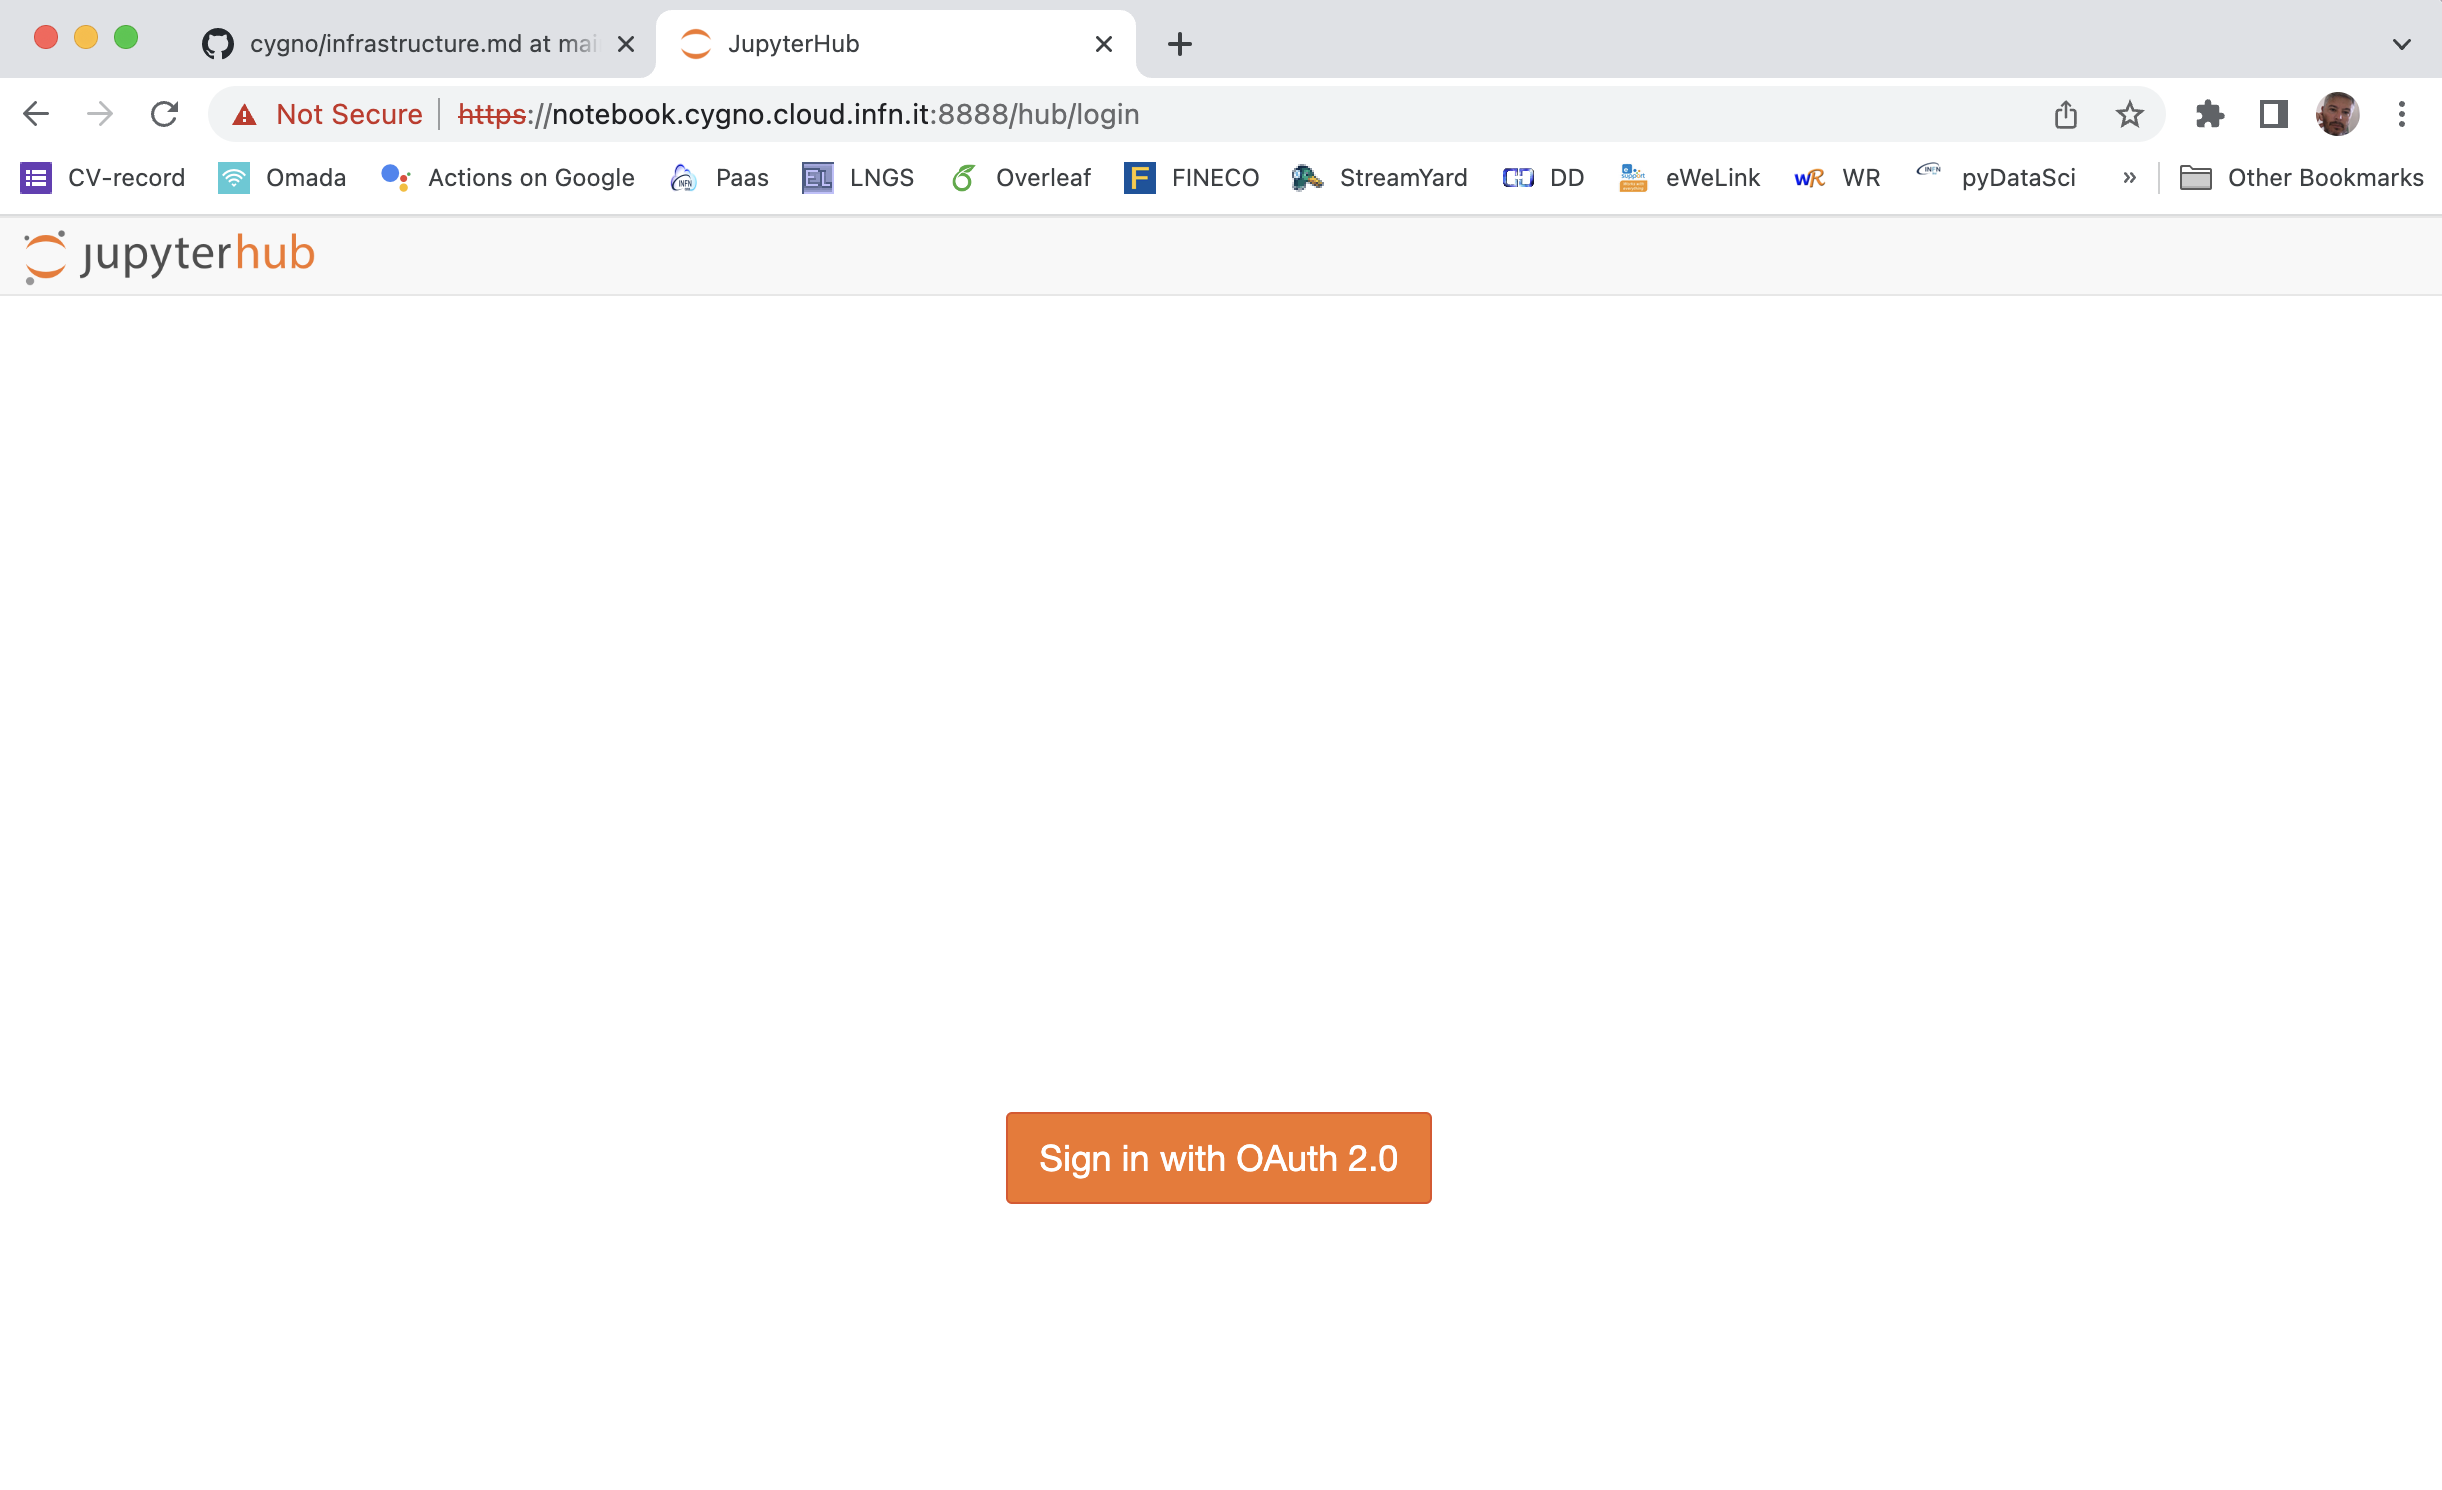 cygno/infrastructure.md at mai
JupyterHub
Not Secure https://notebook.cygno.cloud.infn.it:8888/hub/login
CV-record Omada Actions on Google Paas LNGS Overleaf FINECO StreamYard DD eWeLink WR pyDataSci » Other Bookmarks
jupyterhub
Sign in with OAuth 2.0